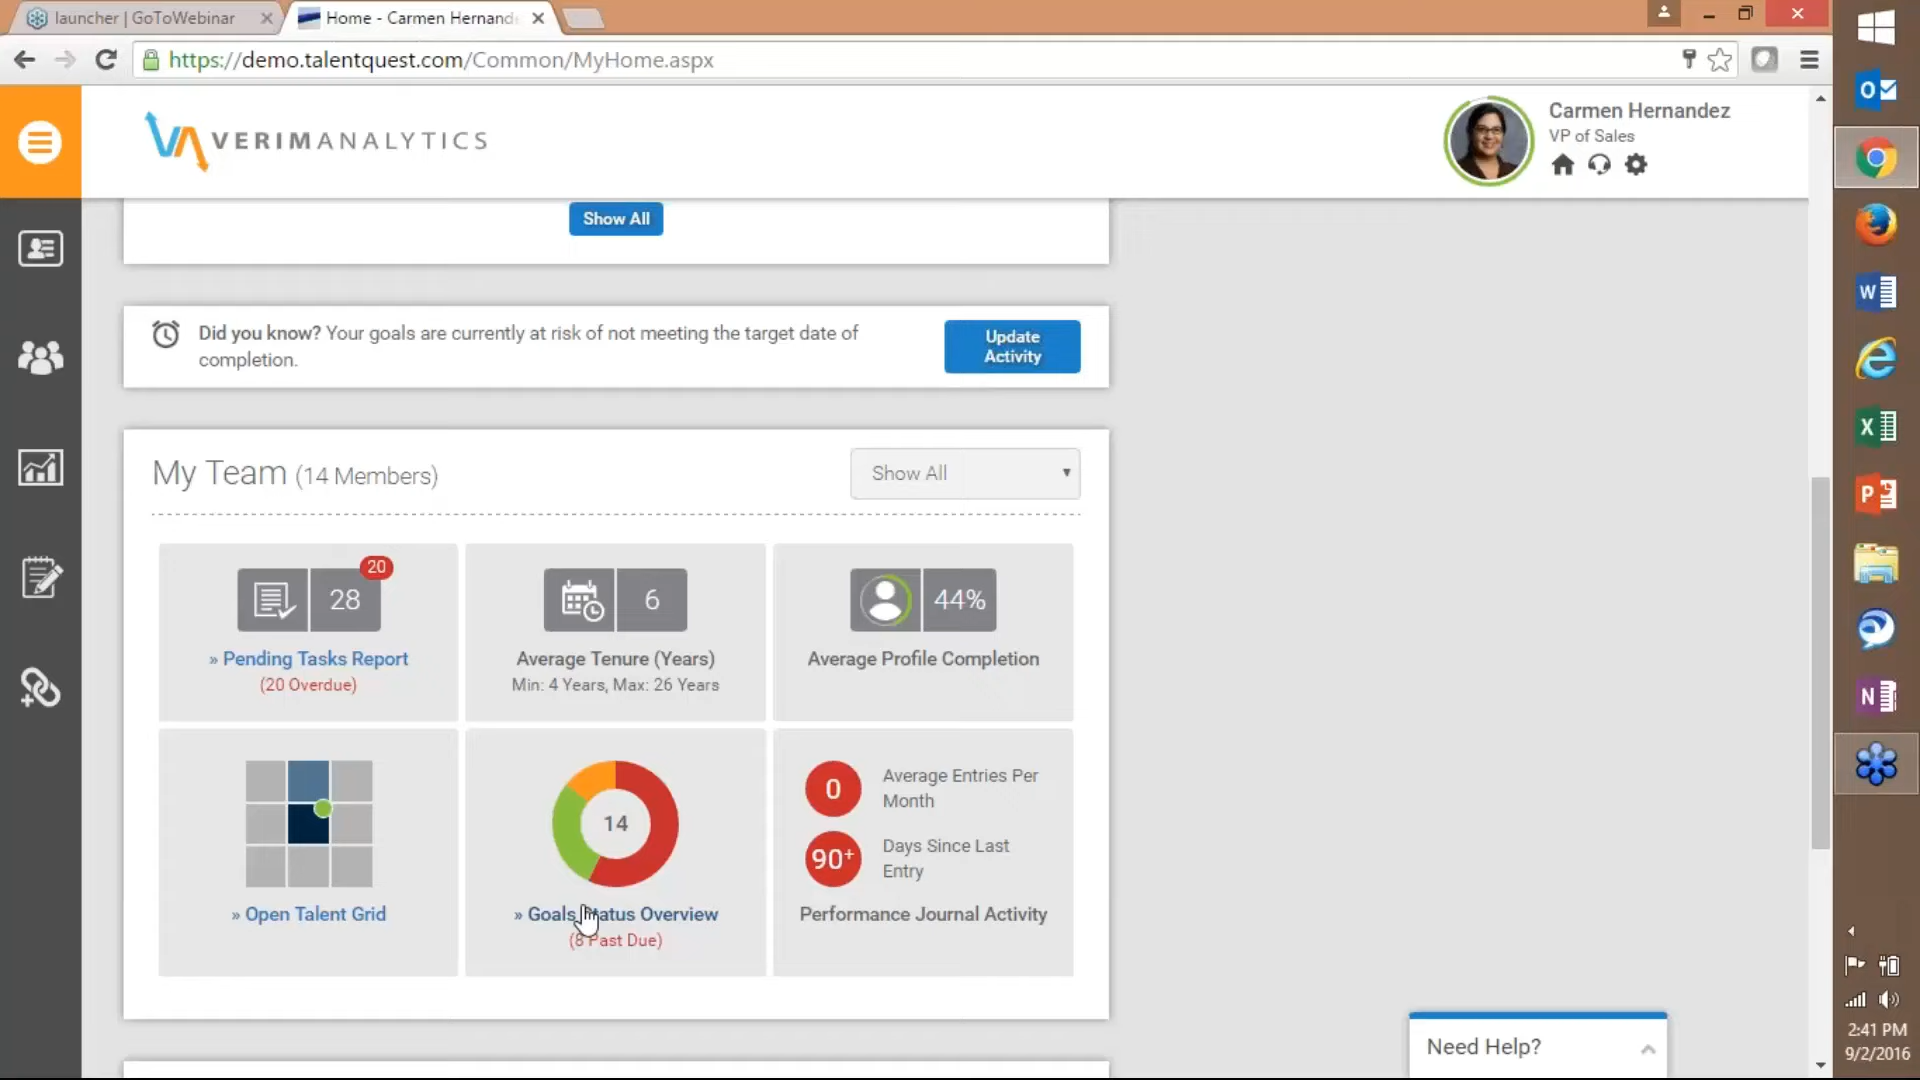 launcher | GoToWebinar
Home - Carmen Hernand
https://demo.talentquest.com/Common/MyHome.aspx
VERIMANALYTICS
Carmen Hernandez
VP of Sales
Show All
Did you know? Your goals are currently at risk of not meeting the target date of
completion.
Update
Activity
My Team (14 Members)
Show All
20
28
» Pending Tasks Report
(20 Overdue)
6
Average Tenure (Years)
Min: 4 Years, Max: 26 Years
44%
Average Profile Completion
» Open Talent Grid
14
» Goals Status Overview
(8 Past Due)
0
Average Entries Per
Month
90+
Days Since Last
Entry
Performance Journal Activity
Need Help?
2:41 PM
9/2/2016